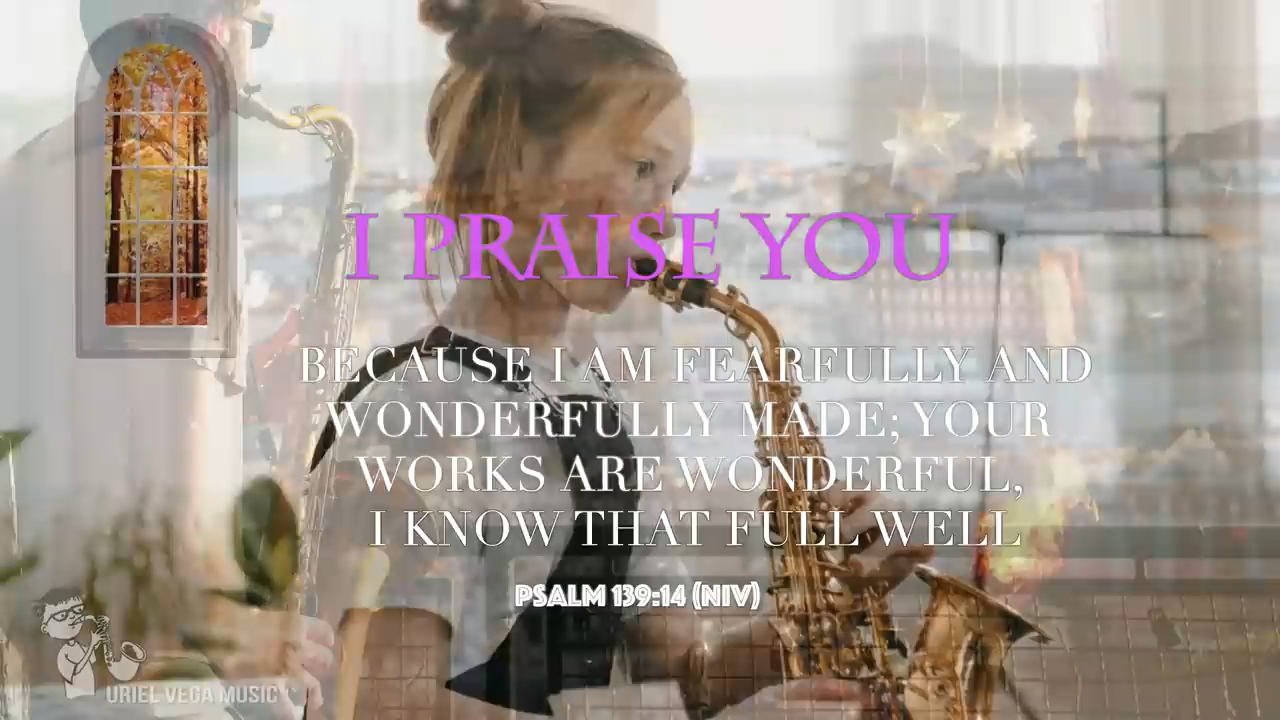 I PRAISE YOU
BECAUSE I AM FEARFULLY AND
WONDERFULLY MADE; YOUR
WORKS ARE WONDERFUL,
I KNOW THAT FULL WELL
PSALM 139:14 (NIV)
URIEL VEGA MUSIC